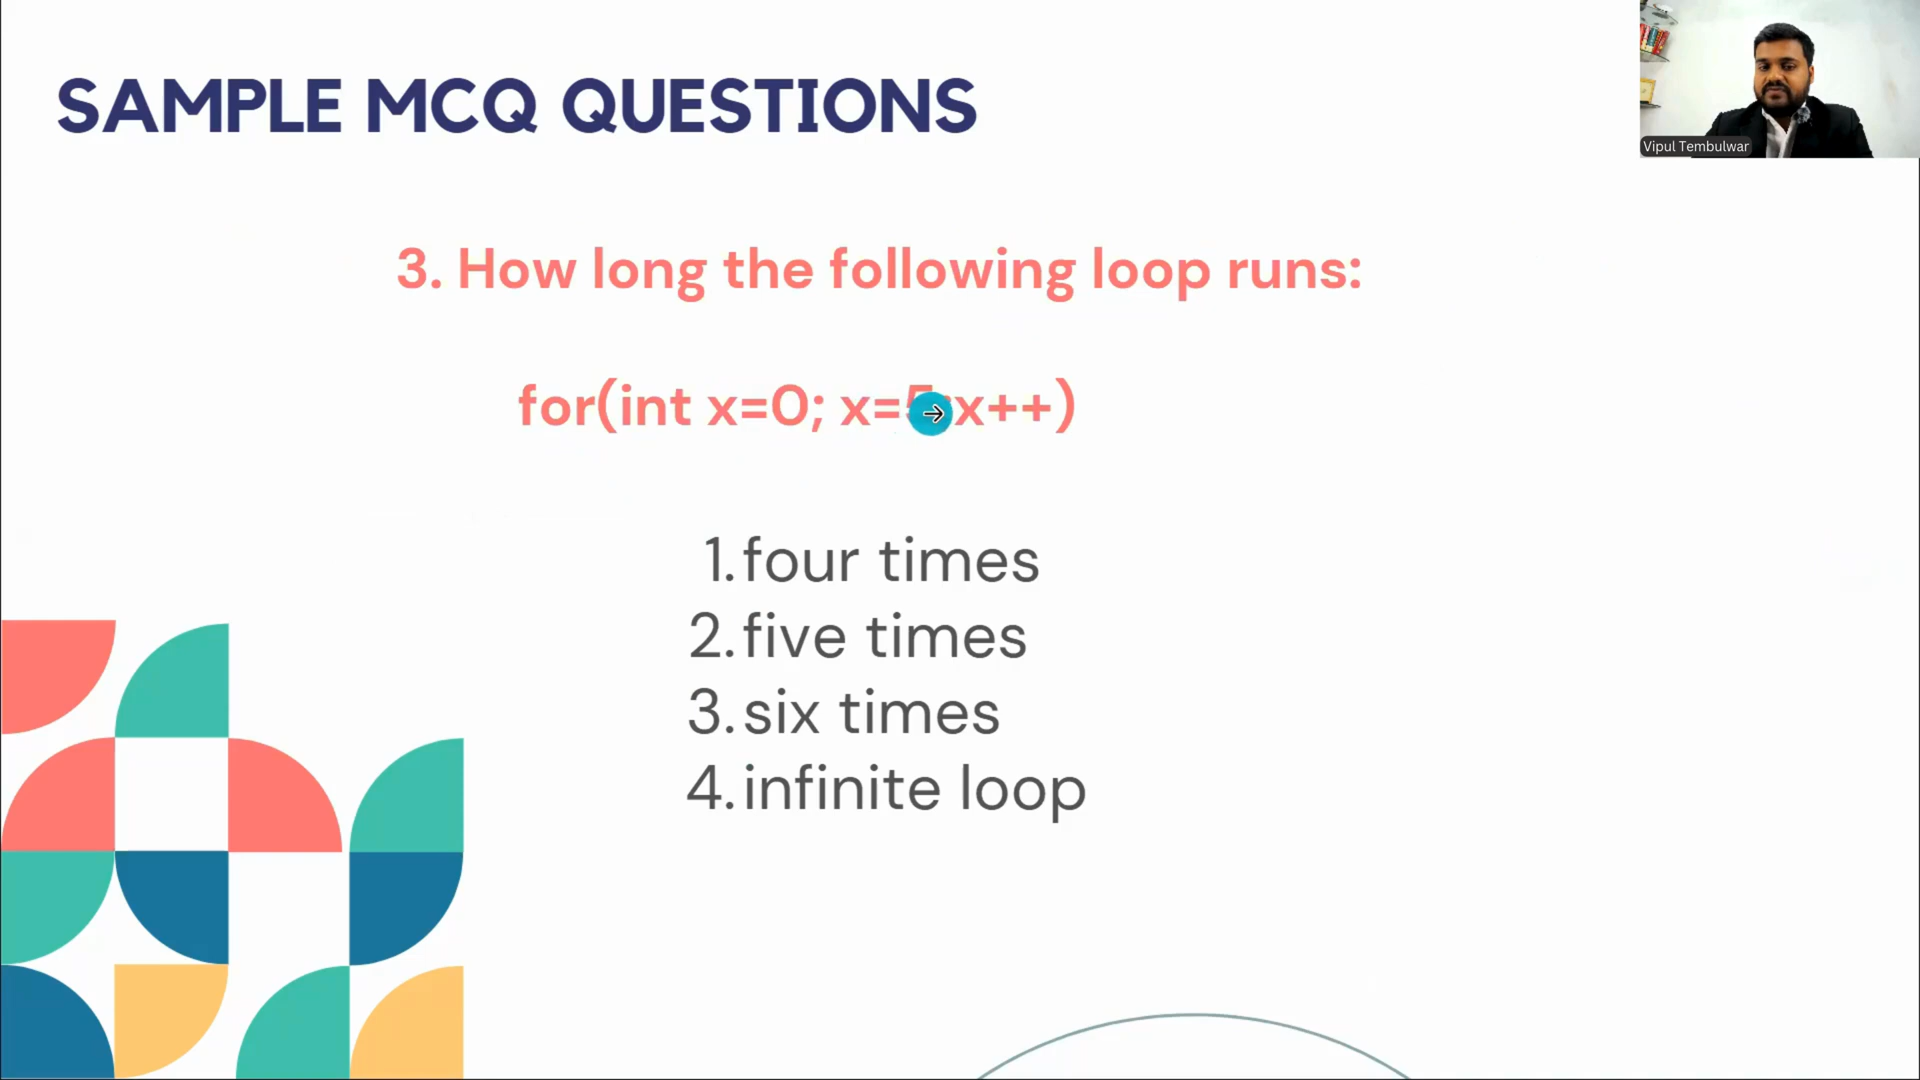 SAMPLE MCQ QUESTIONS
Vipul Tembulwar
3. How long the following loop runs:
for(int x=0; x=5;x++)
1. four times
2. five times
3. six times
4. infinite loop